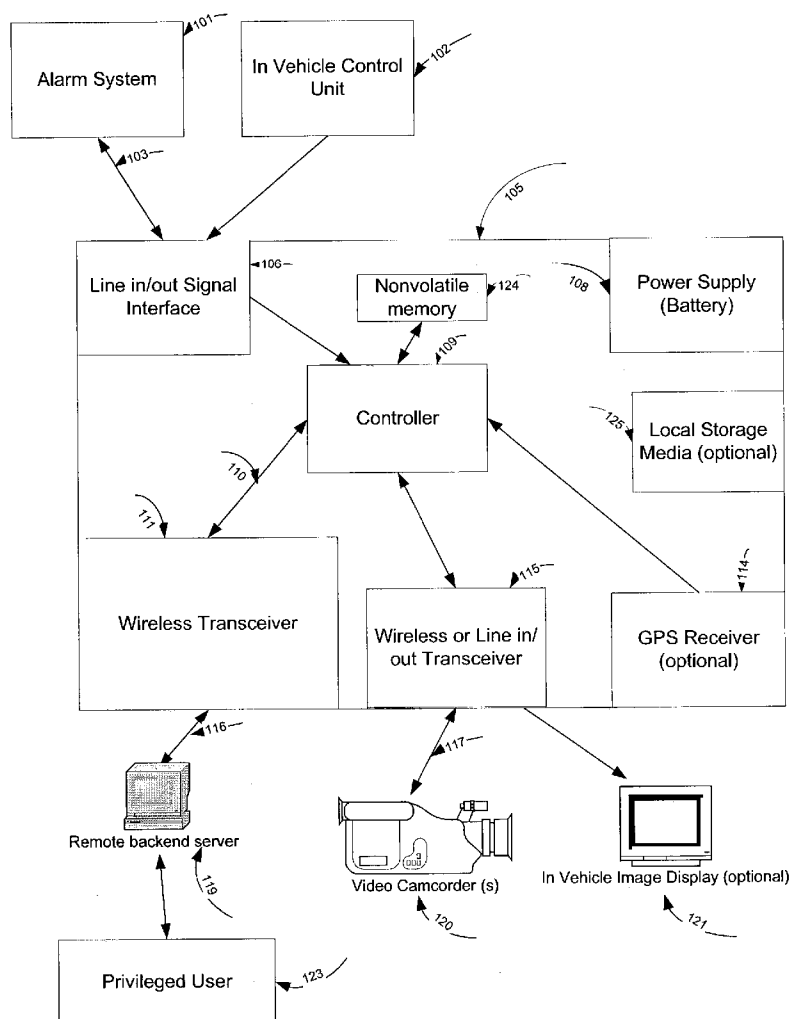 101
102
Alarm System
In Vehicle Control
Unit
103
105
Line in/out Signal
Interface
106
Nonvolatile
memory
124
108
Power Supply
(Battery)
109
Controller
125
Local Storage
Media (optional)
110
111
115
114
Wireless Transceiver
Wireless or Line in/
out Transceiver
GPS Receiver
(optional)
116
117
Remote backend server
Video Camcorder (s)
In Vehicle Image Display (optional)
119
120
121
Privileged User
123